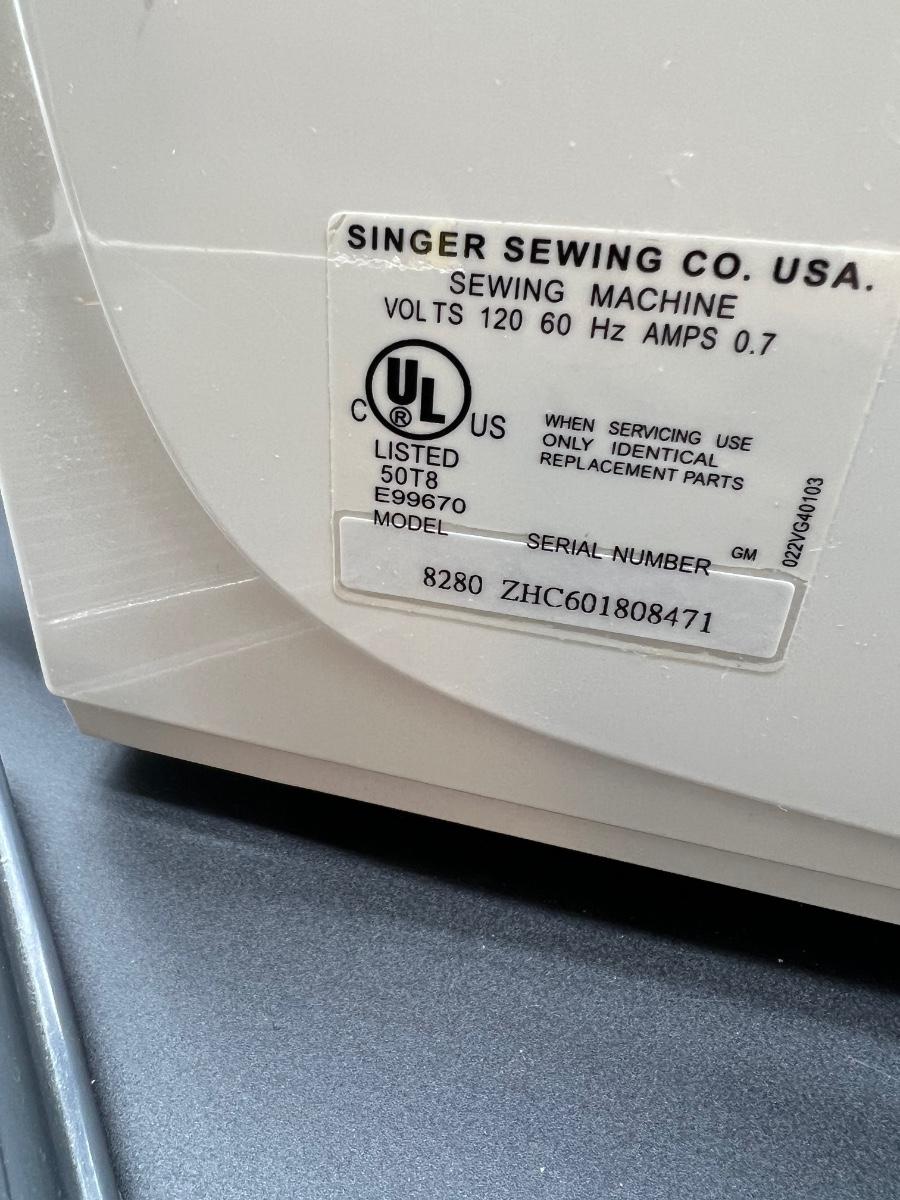 SINGER SEWING CO. USA.
SEWING MACHINE
VOLTS 120 60 Hz AMPS 0.7
C UL ® US
LISTED
50T8
E99670
WHEN SERVICING USE
ONLY IDENTICAL
REPLACEMENT PARTS
022VG40103
MODEL SERIAL NUMBER GM
8280 ZHC601808471